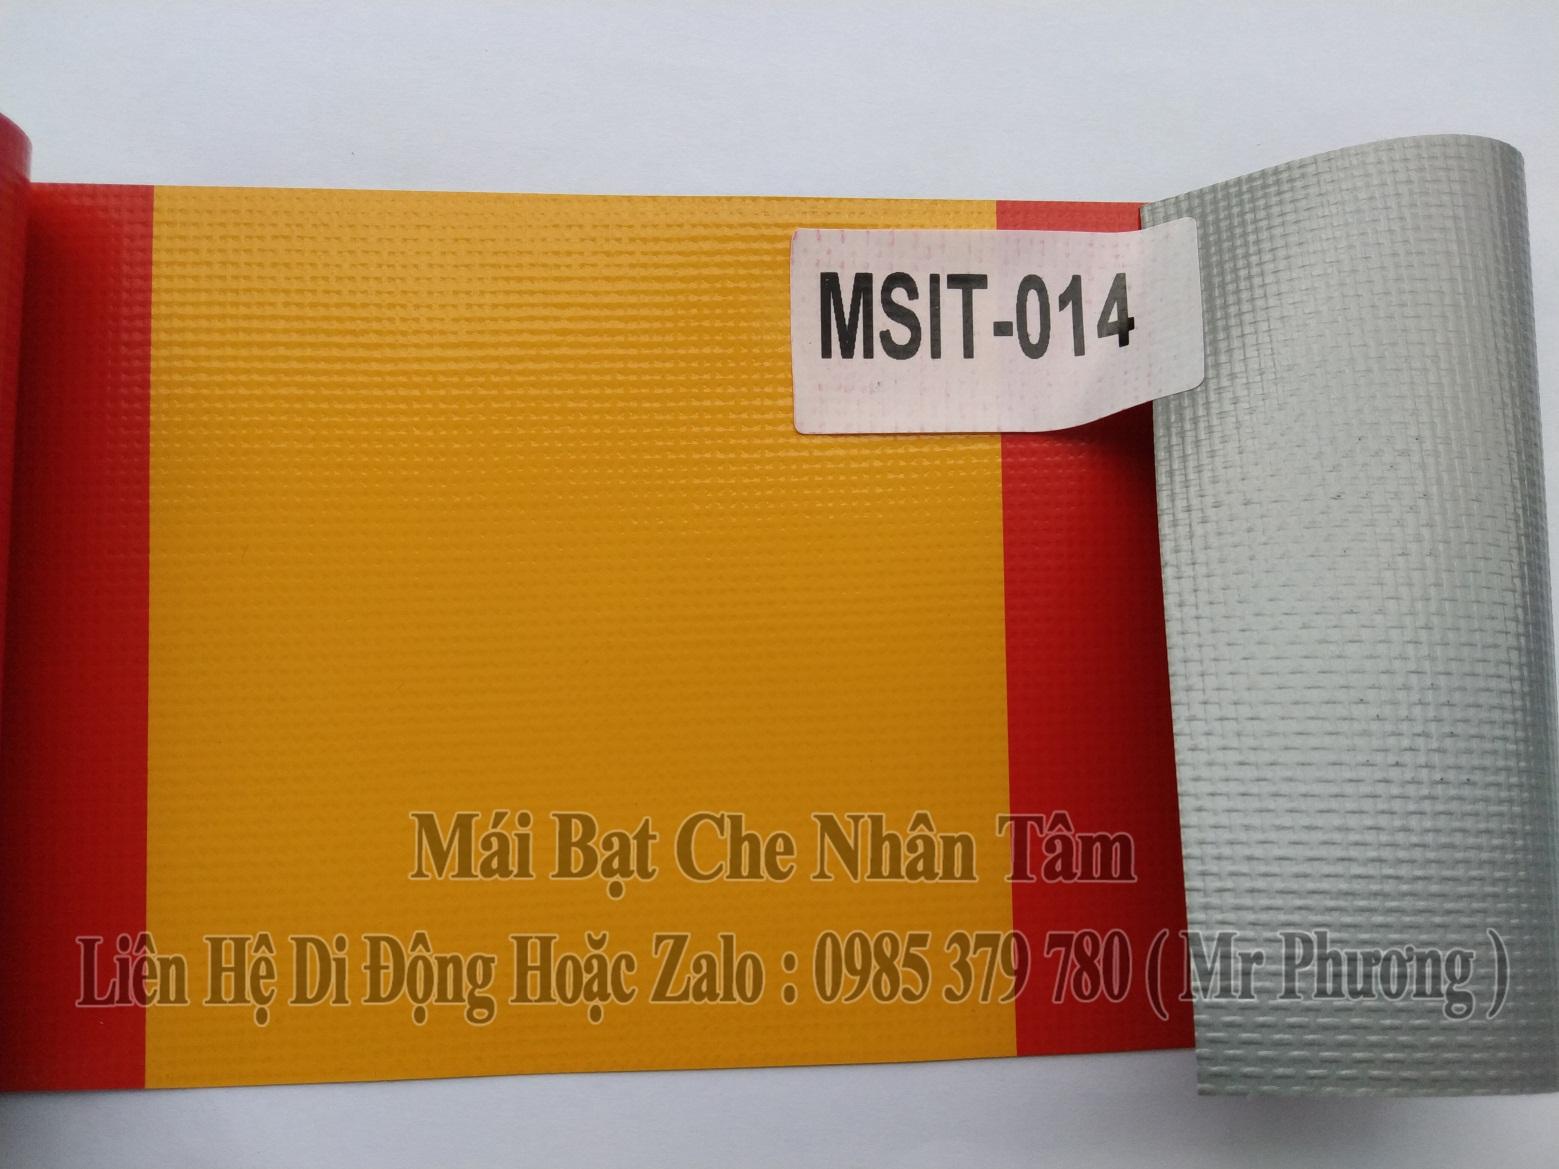 MSIT-014
Mái Bạt Che Nhân Tâm
Liên Hệ Di Động Hoặc Zalo : 0985 379 780 ( Mr Phương )